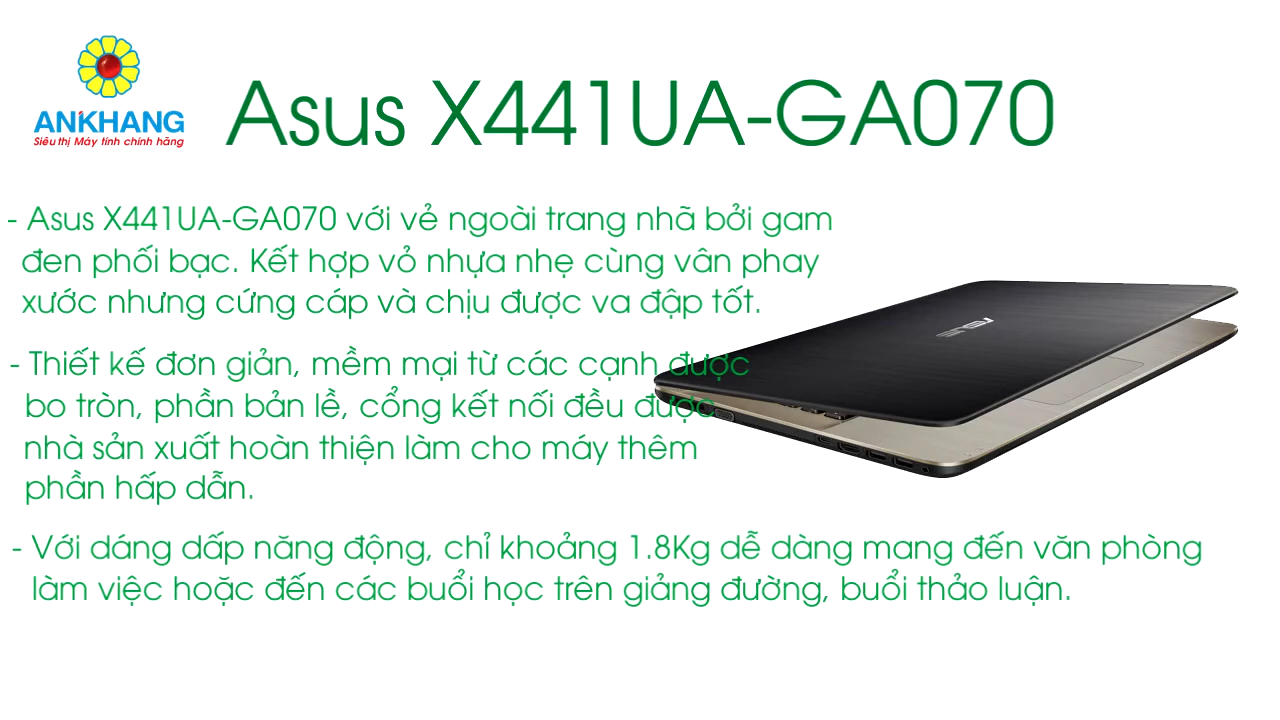 ANKHANG
Siêu thị Máy tính chính hãng
Asus X441UA-GA070
- Asus X441UA-GA070 với vẻ ngoài trang nhã bởi gam
đen phối bạc. Kết hợp vỏ nhựa nhẹ cùng vân phay
xước nhưng cứng cáp và chịu được va đập tốt.
- Thiết kế đơn giản, mềm mại từ các cạnh được
bo tròn, phần bản lề, cổng kết nối đều được
nhà sản xuất hoàn thiện làm cho máy thêm
phần hấp dẫn.
- Với dáng dấp năng động, chỉ khoảng 1.8Kg dễ dàng mang đến văn phòng
làm việc hoặc đến các buổi học trên giảng đường, buổi thảo luận.
ASUS